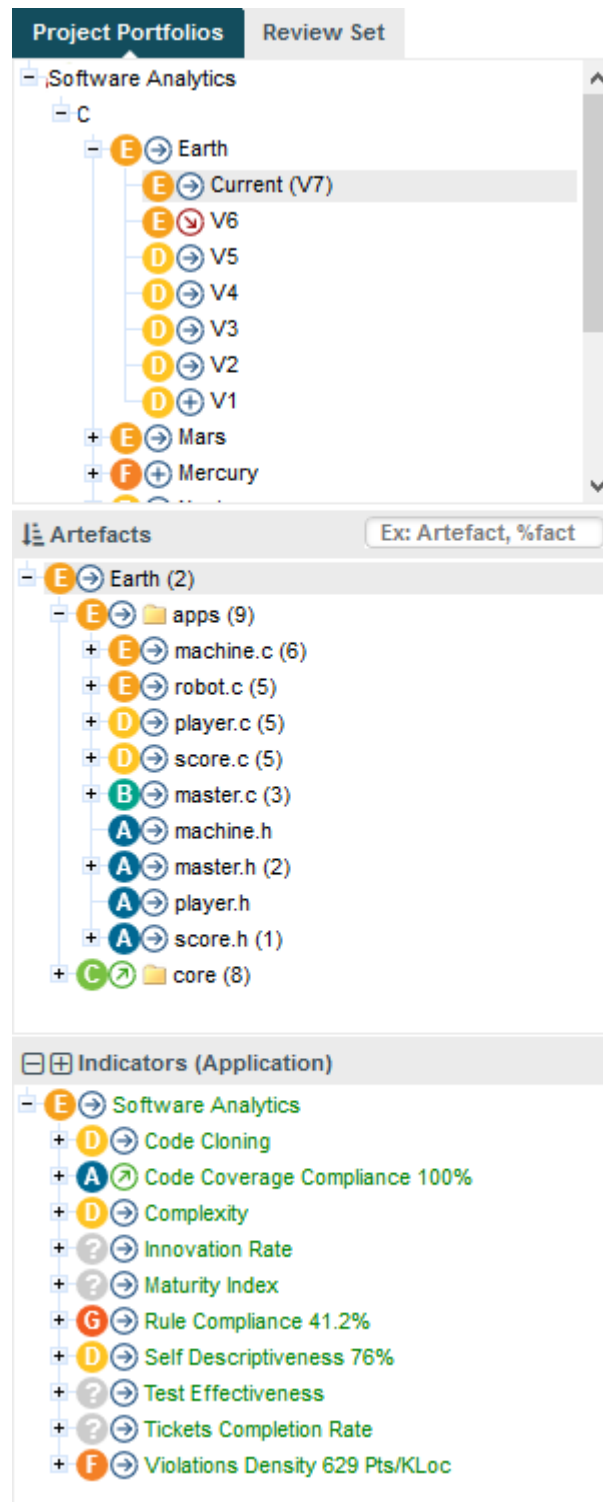 Project Portfolios Review Set
Software Analytics
C
E Earth
E Current (V7)
E V6
D V5
D V4
D V3
D V2
D V1
E Mars
F Mercury
Artefacts Ex: Artefact, %fact
E Earth (2)
E apps (9)
E machine.c (6)
E robot.c (5)
D player.c (5)
D score.c (5)
B master.c (3)
A machine.h
A master.h (2)
A player.h
A score.h (1)
C core (8)
Indicators (Application)
E Software Analytics
D Code Cloning
A Code Coverage Compliance 100%
D Complexity
? Innovation Rate
? Maturity Index
G Rule Compliance 41.2%
D Self Descriptiveness 76%
? Test Effectiveness
? Tickets Completion Rate
F Violations Density 629 Pts/KLoc